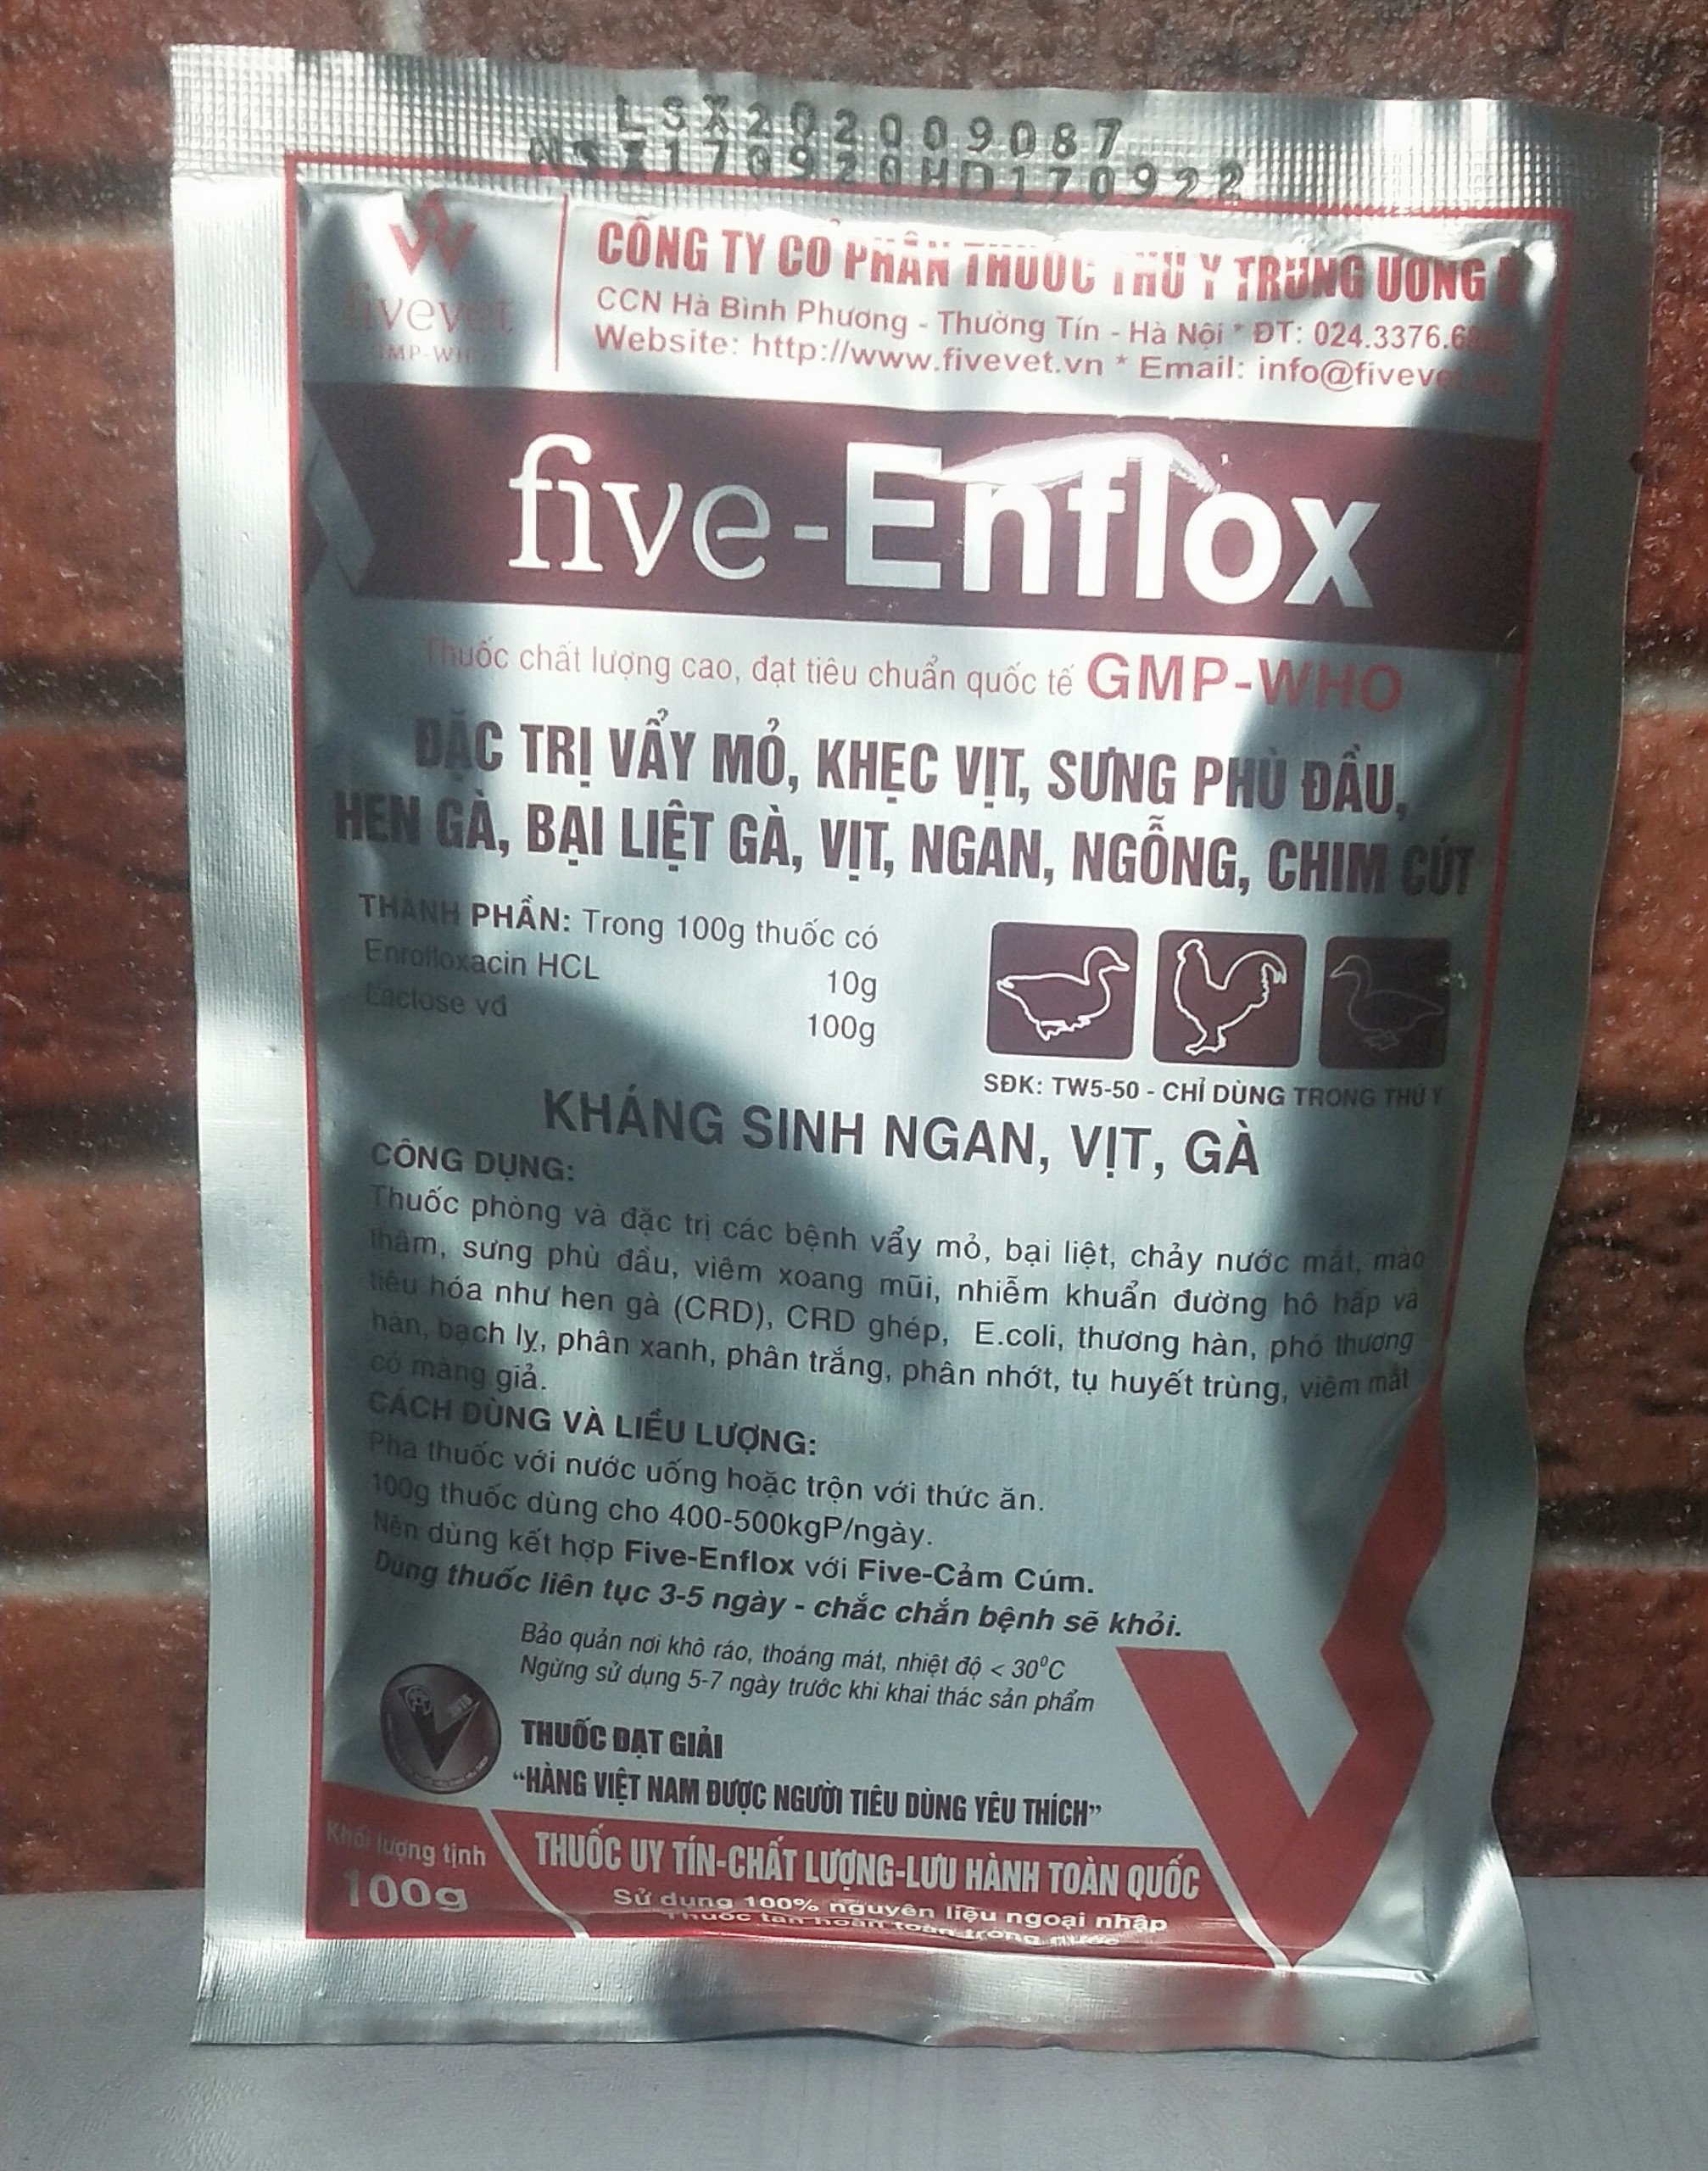 LSX202009087
NSX170920HD170922
fivevet
GMP-WHO
CÔNG TY CỔ PHẦN THUỐC THÚ Y TRUNG ƯƠNG 5
CCN Hà Bình Phương - Thường Tín - Hà Nội * ĐT: 024.3376.6
Website: http://www.fivevet.vn * Email: info@fivevet.vn
five-Enflox
Thuốc chất lượng cao, đạt tiêu chuẩn quốc tế GMP-WHO
ĐẶC TRỊ VẨY MỎ, KHẸC VỊT, SƯNG PHÙ ĐẦU,
HEN GÀ, BẠI LIỆT GÀ, VỊT, NGAN, NGỖNG, CHIM CÚT
THÀNH PHẦN: Trong 100g thuốc có
Enrofloxacin HCL 10g
Lactose vđ 100g
SĐK: TW5-50 - CHỈ DÙNG TRONG THÚ Y
KHÁNG SINH NGAN, VỊT, GÀ
CÔNG DỤNG:
Thuốc phòng và đặc trị các bệnh vẩy mỏ, bại liệt, chảy nước mắt, mào
thâm, sưng phù đầu, viêm xoang mũi, nhiễm khuẩn đường hô hấp và
tiêu hóa như hen gà (CRD), CRD ghép, E.coli, thương hàn, phó thương
hàn, bạch lỵ, phân xanh, phân trắng, phân nhớt, tụ huyết trùng, viêm mắt
có màng giả.
CÁCH DÙNG VÀ LIỀU LƯỢNG:
Pha thuốc với nước uống hoặc trộn với thức ăn.
100g thuốc dùng cho 400-500kgP/ngày.
Nên dùng kết hợp Five-Enflox với Five-Cảm Cúm.
Dùng thuốc liên tục 3-5 ngày - chắc chắn bệnh sẽ khỏi.
Bảo quản nơi khô ráo, thoáng mát, nhiệt độ < 30⁰C
Ngừng sử dụng 5-7 ngày trước khi khai thác sản phẩm
THUỐC ĐẠT GIẢI
“HÀNG VIỆT NAM ĐƯỢC NGƯỜI TIÊU DÙNG YÊU THÍCH”
Khối lượng tịnh
100g
THUỐC UY TÍN-CHẤT LƯỢNG-LƯU HÀNH TOÀN QUỐC
Sử dụng 100% nguyên liệu ngoại nhập
Thuốc tan hoàn toàn trong nước